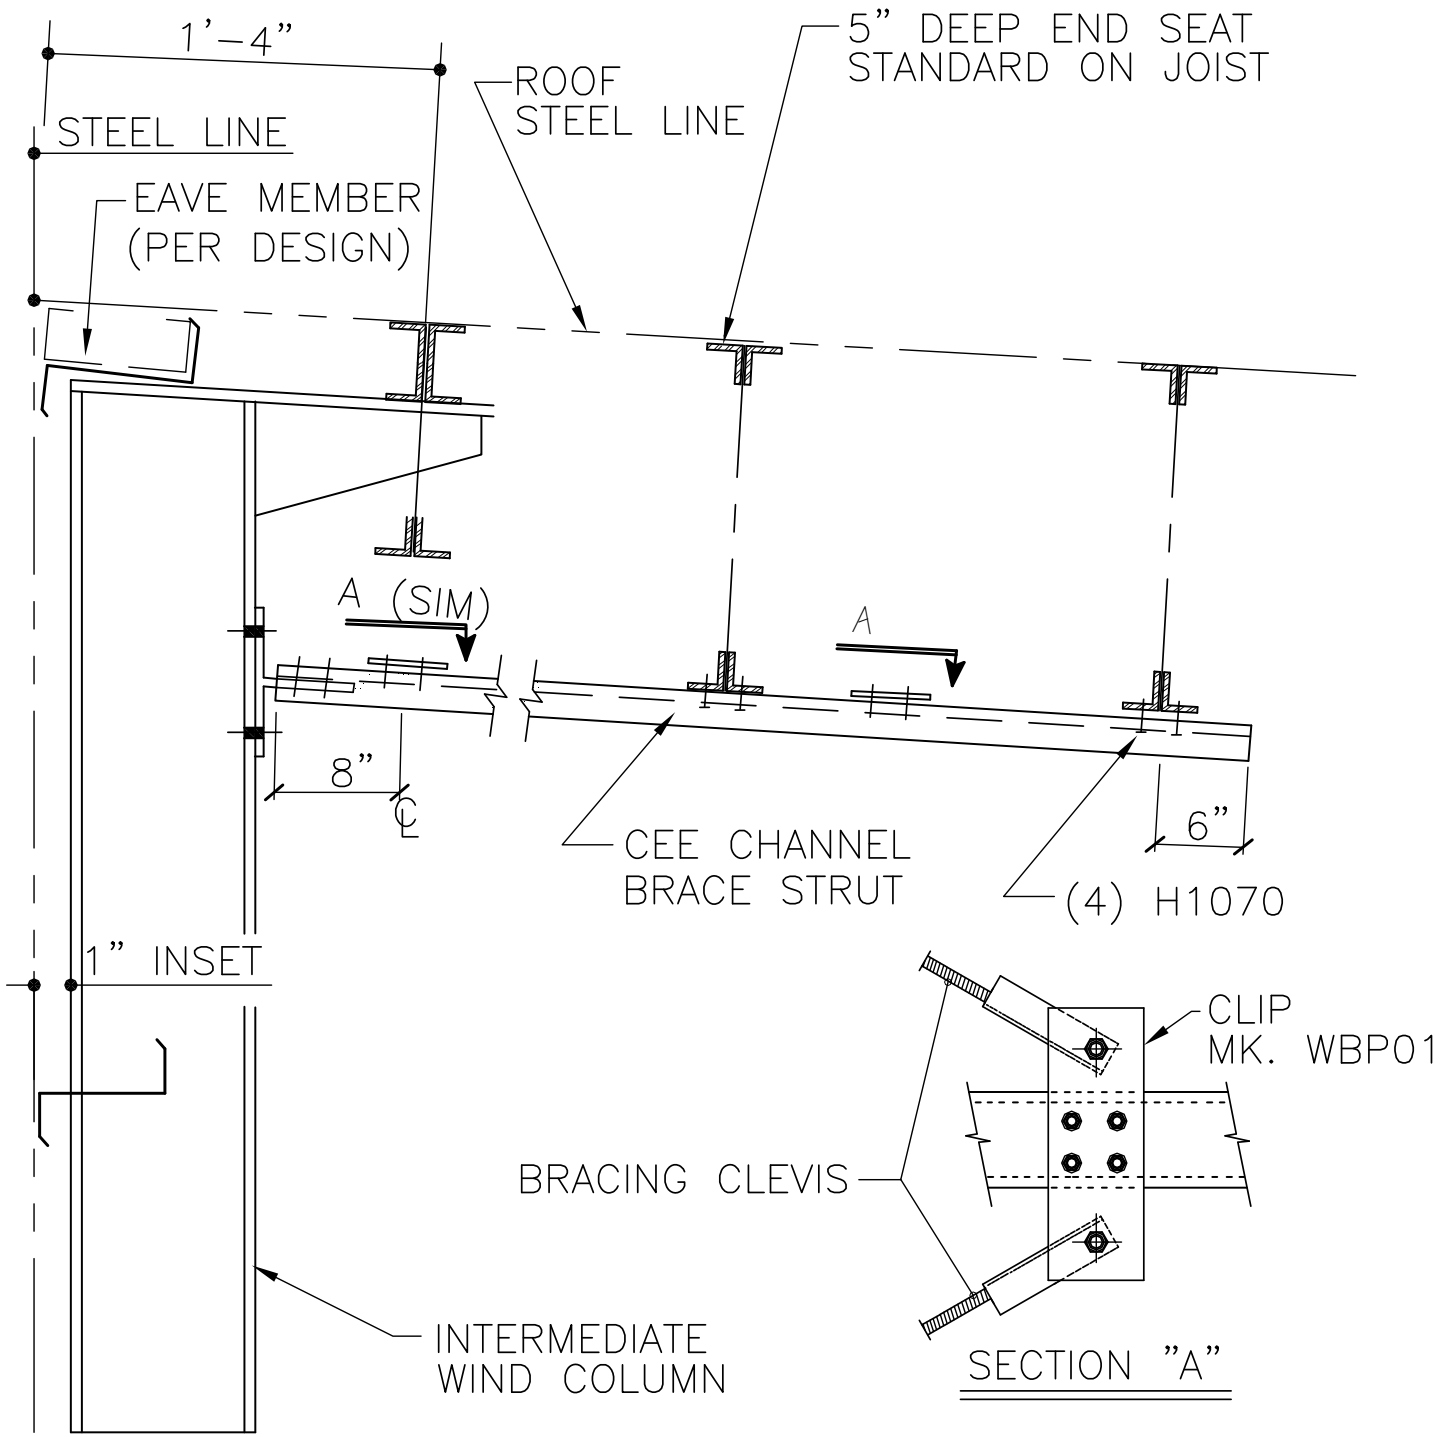 1'-4"
5" DEEP END SEAT
STANDARD ON JOIST
ROOF
STEEL LINE
STEEL LINE
EAVE MEMBER
(PER DESIGN)
A (SIM)
A
8"
℄
6"
CEE CHANNEL
BRACE STRUT
(4) H1070
1" INSET
CLIP
MK. WBP01
BRACING CLEVIS
INTERMEDIATE
WIND COLUMN
SECTION "A"